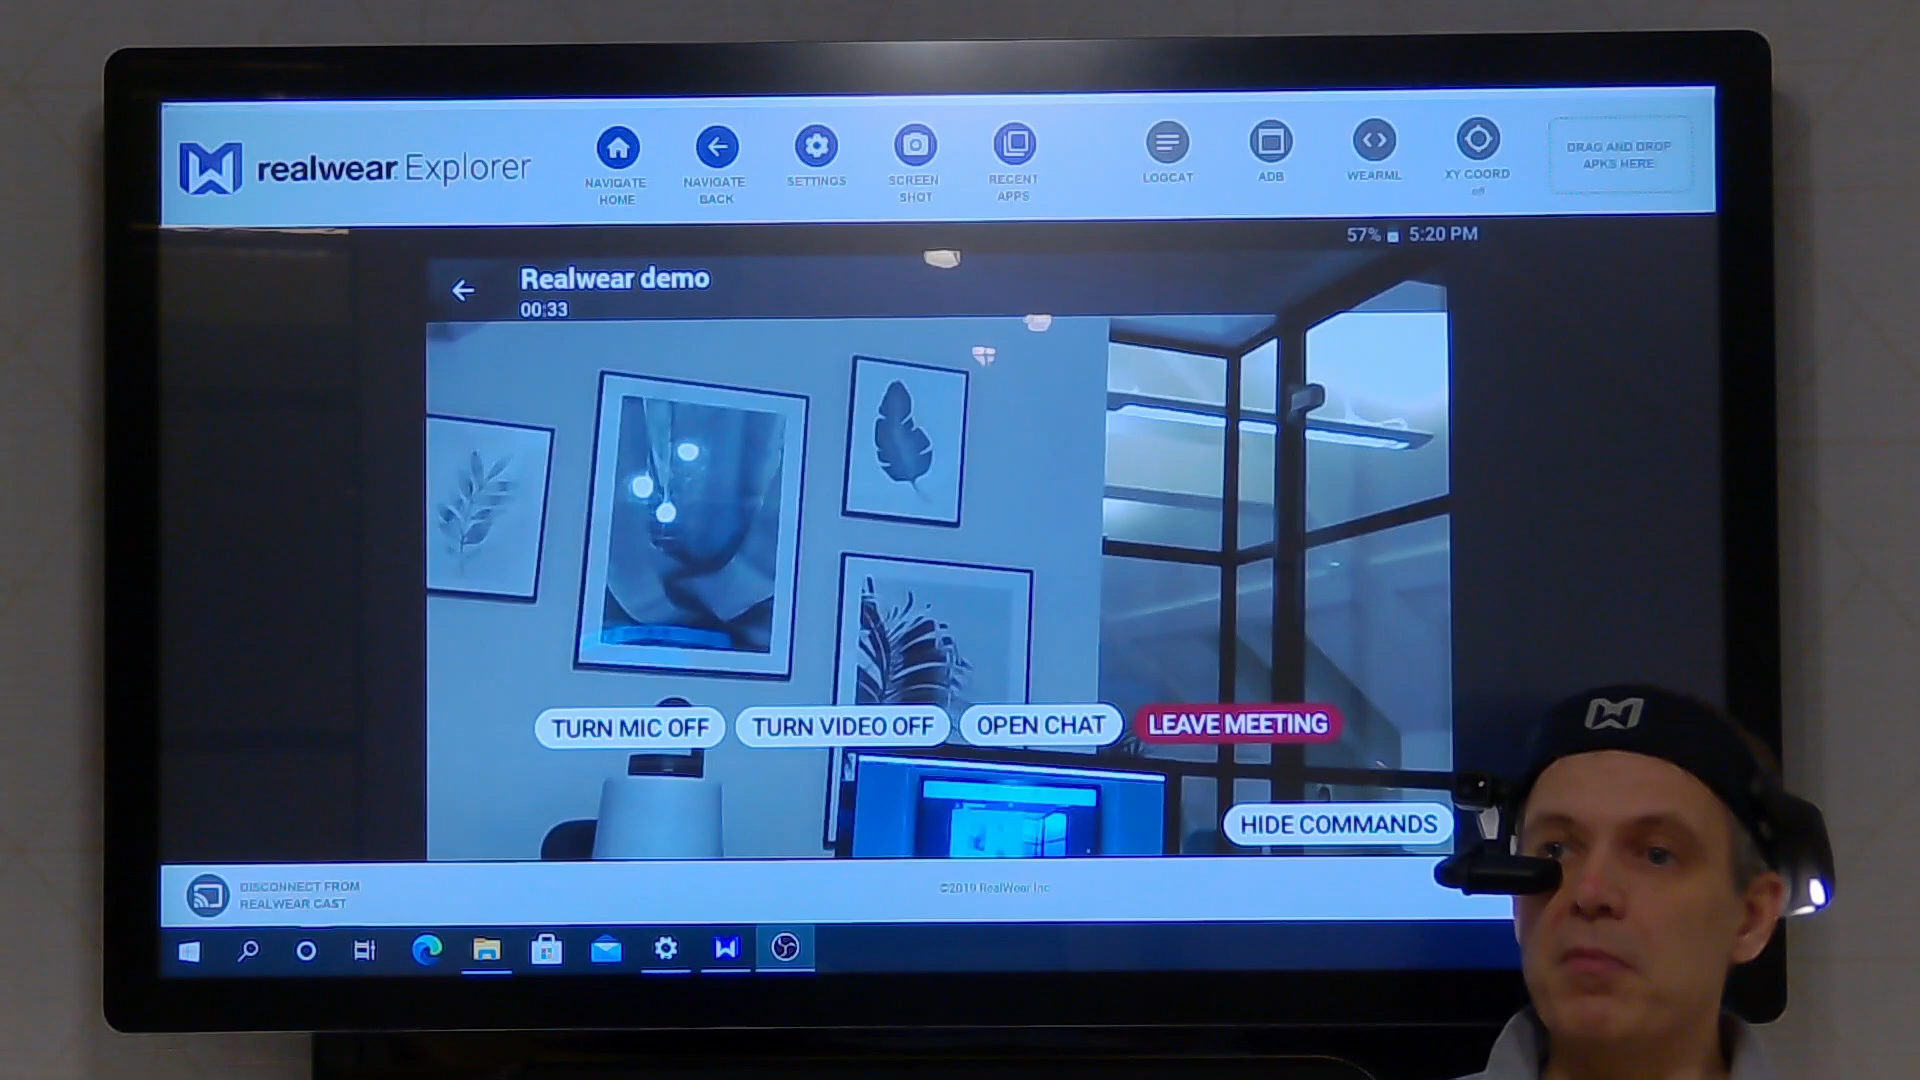 realwear Explorer
NAVIGATE
HOME
NAVIGATE
BACK
SETTINGS
SCREEN
SHOT
RECENT
APPS
LOGCAT
ADB
WEARML
XY COORD
off
DRAG AND DROP
APKS HERE
57% 5:20 PM
Realwear demo
00:33
TURN MIC OFF
TURN VIDEO OFF
OPEN CHAT
LEAVE MEETING
HIDE COMMANDS
DISCONNECT FROM
REALWEAR CAST
©2019 RealWear Inc